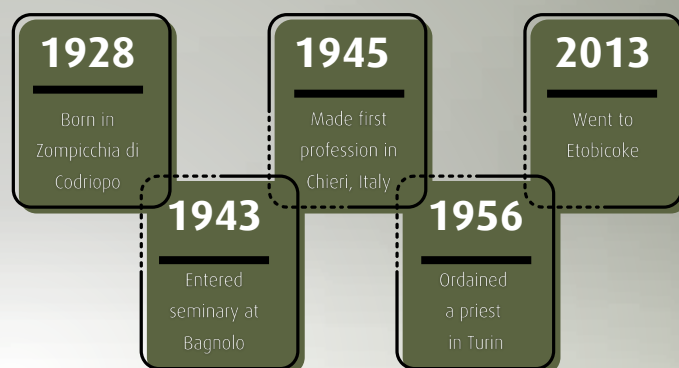 1928
Born in
Zompicchia di
Codriopo
1943
Entered
seminary at
Bagnolo
1945
Made first
profession in
Chieri, Italy
1956
Ordained
a priest
in Turin
2013
Went to
Etobicoke